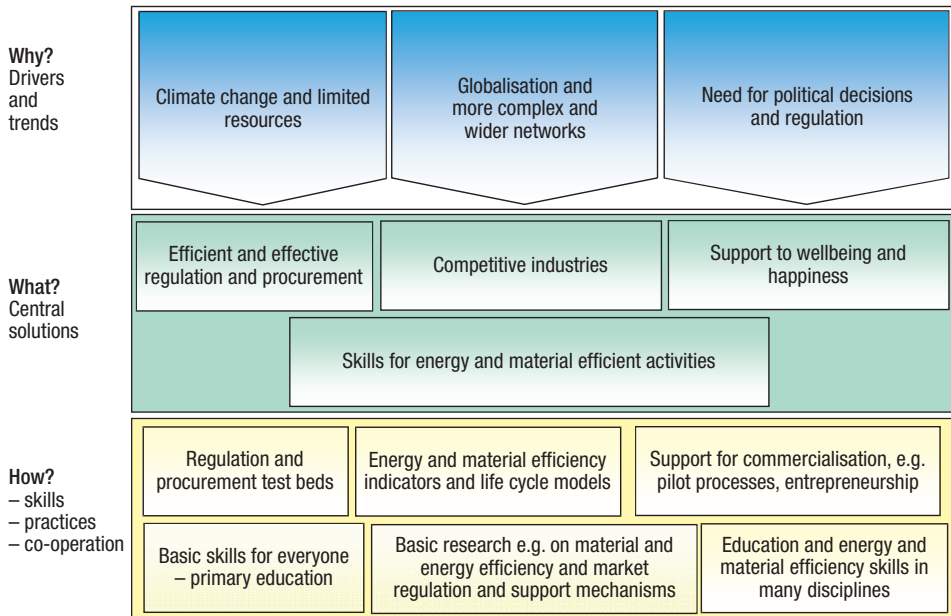 Why?
Drivers
and
trends
Climate change and limited
resources
Globalisation and
more complex and
wider networks
Need for political decisions
and regulation
What?
Central
solutions
Efficient and effective
regulation and procurement
Competitive industries
Support to wellbeing and
happiness
Skills for energy and material efficient activities
How?
– skills
– practices
– co-operation
Regulation and
procurement test beds
Energy and material efficiency
indicators and life cycle models
Support for commercialisation, e.g.
pilot processes, entrepreneurship
Basic skills for everyone
– primary education
Basic research e.g. on material and
energy efficiency and market
regulation and support mechanisms
Education and energy and
material efficiency skills in
many disciplines